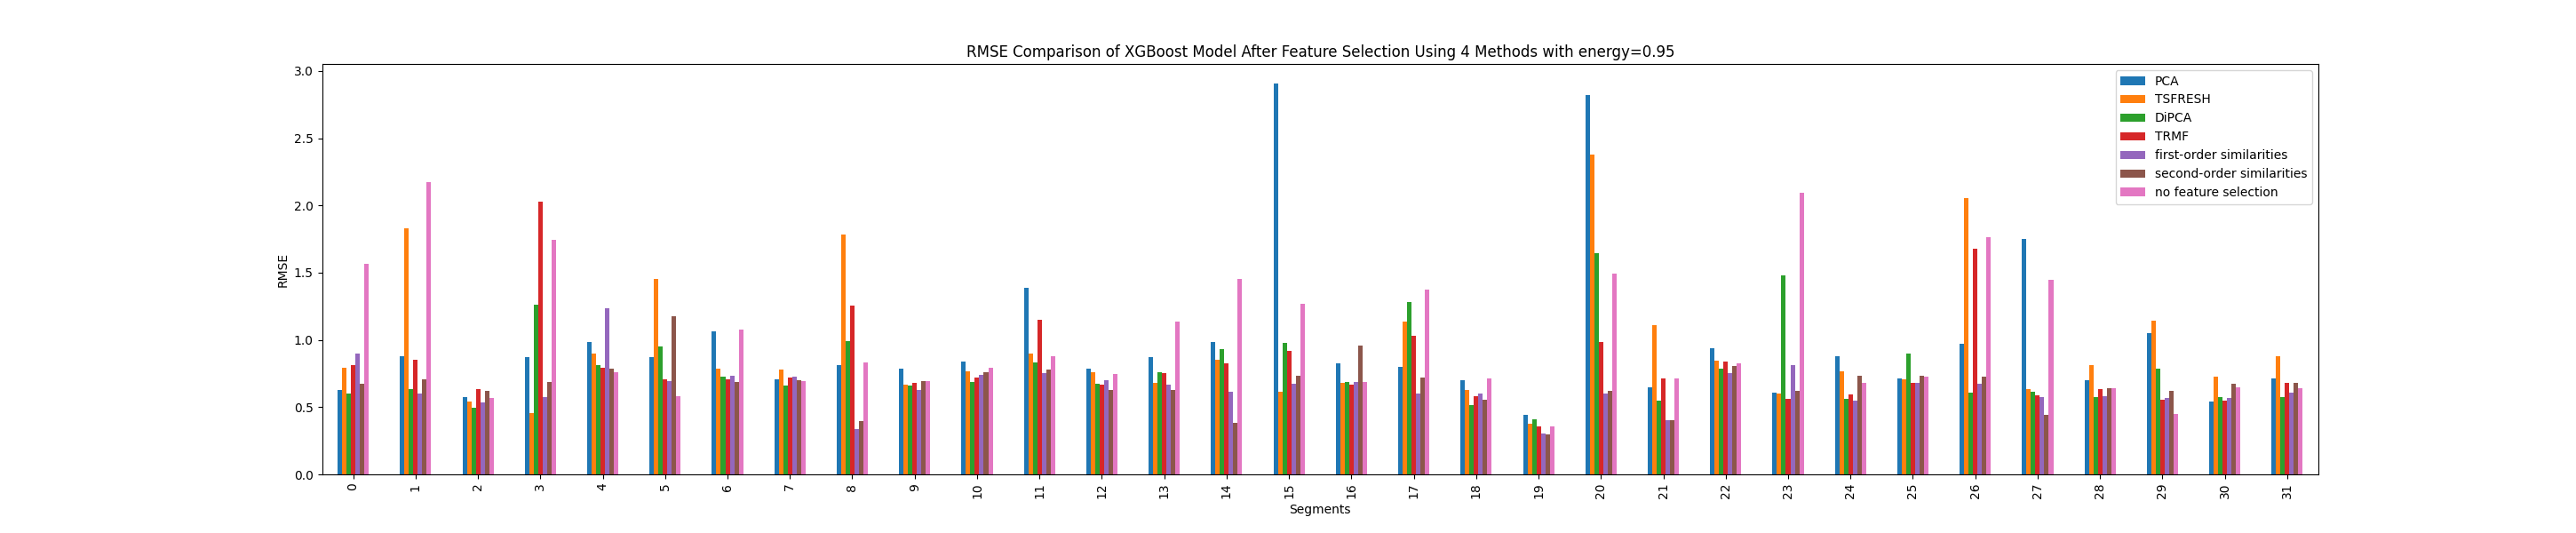 RMSE Comparison of XGBoost Model After Feature Selection Using 4 Methods with energy=0.95
3.0
2.5
2.0
1.5
1.0
0.5
0.0
RMSE
PCA
TSFRESH
DiPCA
TRMF
first-order similarities
second-order similarities
no feature selection
0 1 2 3 4 5 6 7 8 9 10 11 12 13 14 15 16 17 18 19 20 21 22 23 24 25 26 27 28 29 30 31
Segments